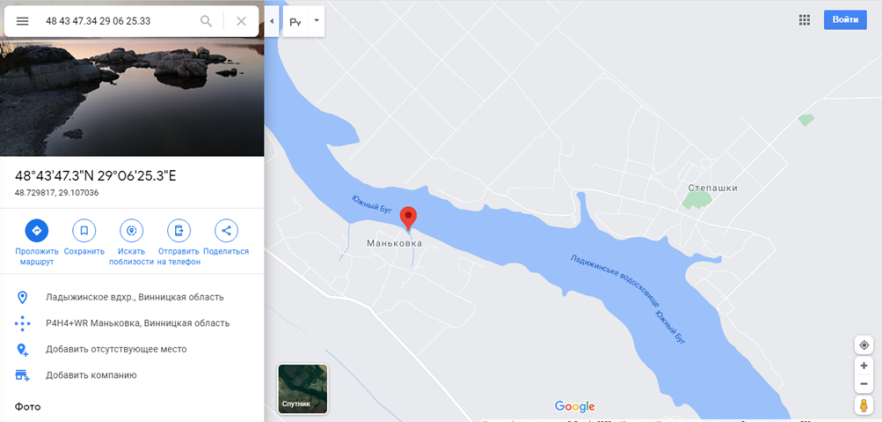 48 43 47.34 29 06 25.33
Войти
48°43'47.3"N 29°06'25.3"E
48.729817, 29.107036
Проложить маршрут
Сохранить
Искать поблизости
Отправить на телефон
Поделиться
Ладыжинское вдхр., Винницкая область
P4H4+WR Маньковка, Винницкая область
Добавить отсутствующее место
Добавить компанию
Фото
Южный Буг
Маньковка
Степашки
Ладижинське водосховище
Южный Буг
Спутник
Google